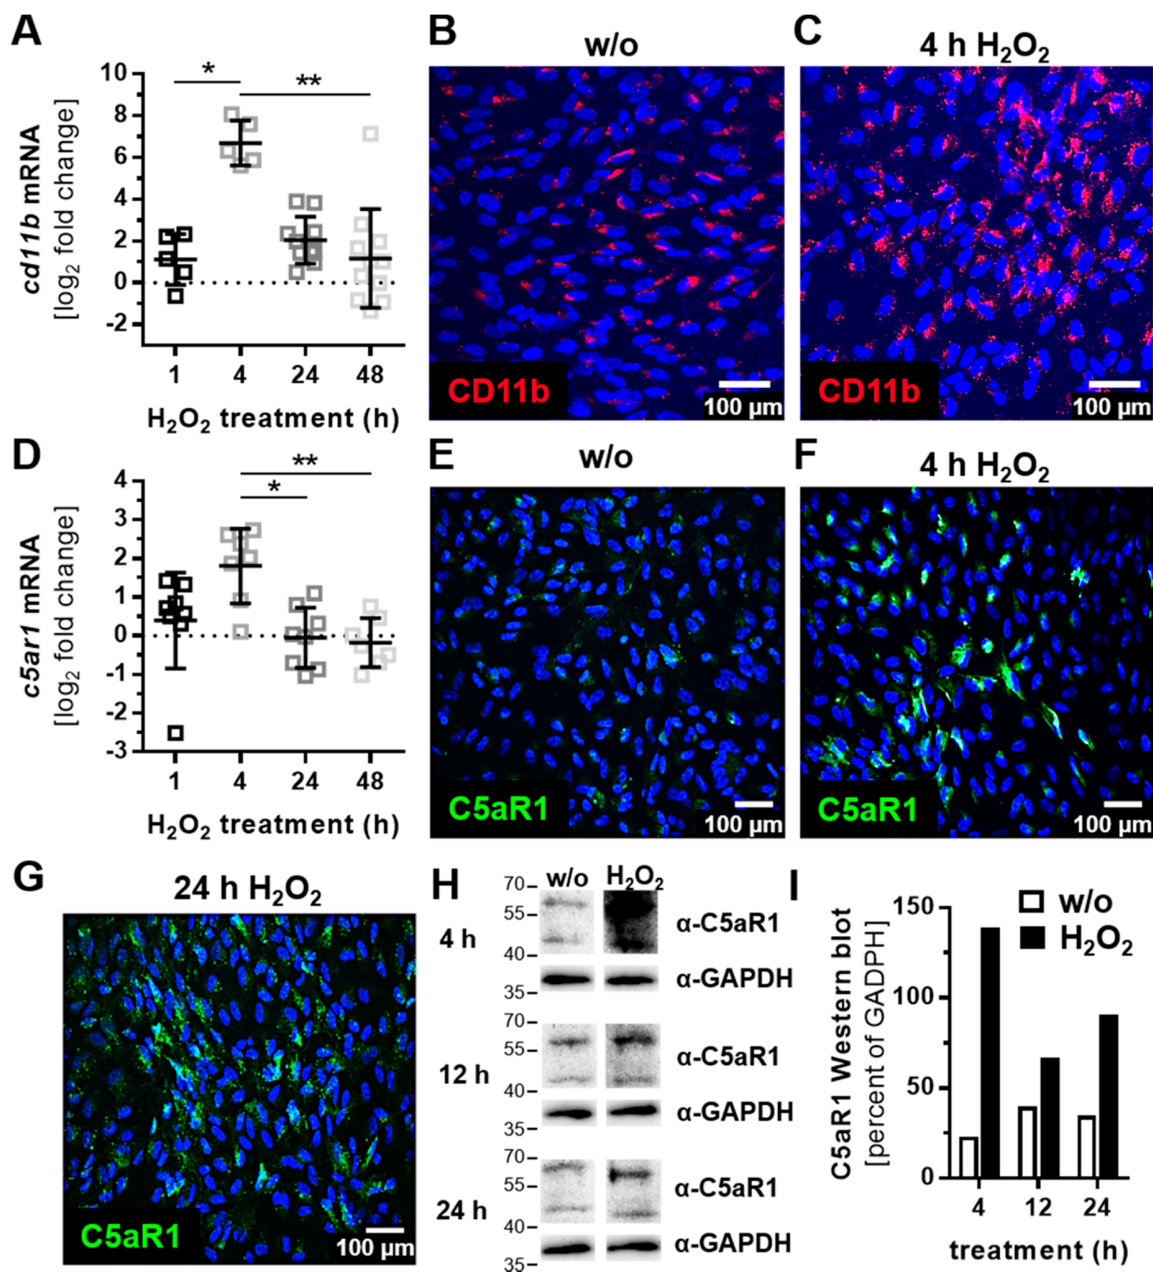 A
cd11b mRNA
[log2 fold change]
10
8
6
4
2
0
-2
*
**
1 4 24 48
H2O2 treatment (h)
B
w/o
CD11b
100 µm
C
4 h H2O2
CD11b
100 µm
D
c5ar1 mRNA
[log2 fold change]
4
3
2
1
0
-1
-2
-3
**
*
1 4 24 48
H2O2 treatment (h)
E
w/o
C5aR1
100 µm
F
4 h H2O2
C5aR1
100 µm
G
24 h H2O2
C5aR1
100 µm
H
w/o H2O2
4 h
70
55
40
35
α-C5aR1
α-GAPDH
12 h
70
55
40
35
α-C5aR1
α-GAPDH
24 h
70
55
40
35
α-C5aR1
α-GAPDH
I
w/o
H2O2
C5aR1 Western blot
[percent of GADPH]
150
100
50
0
4 12 24
treatment (h)